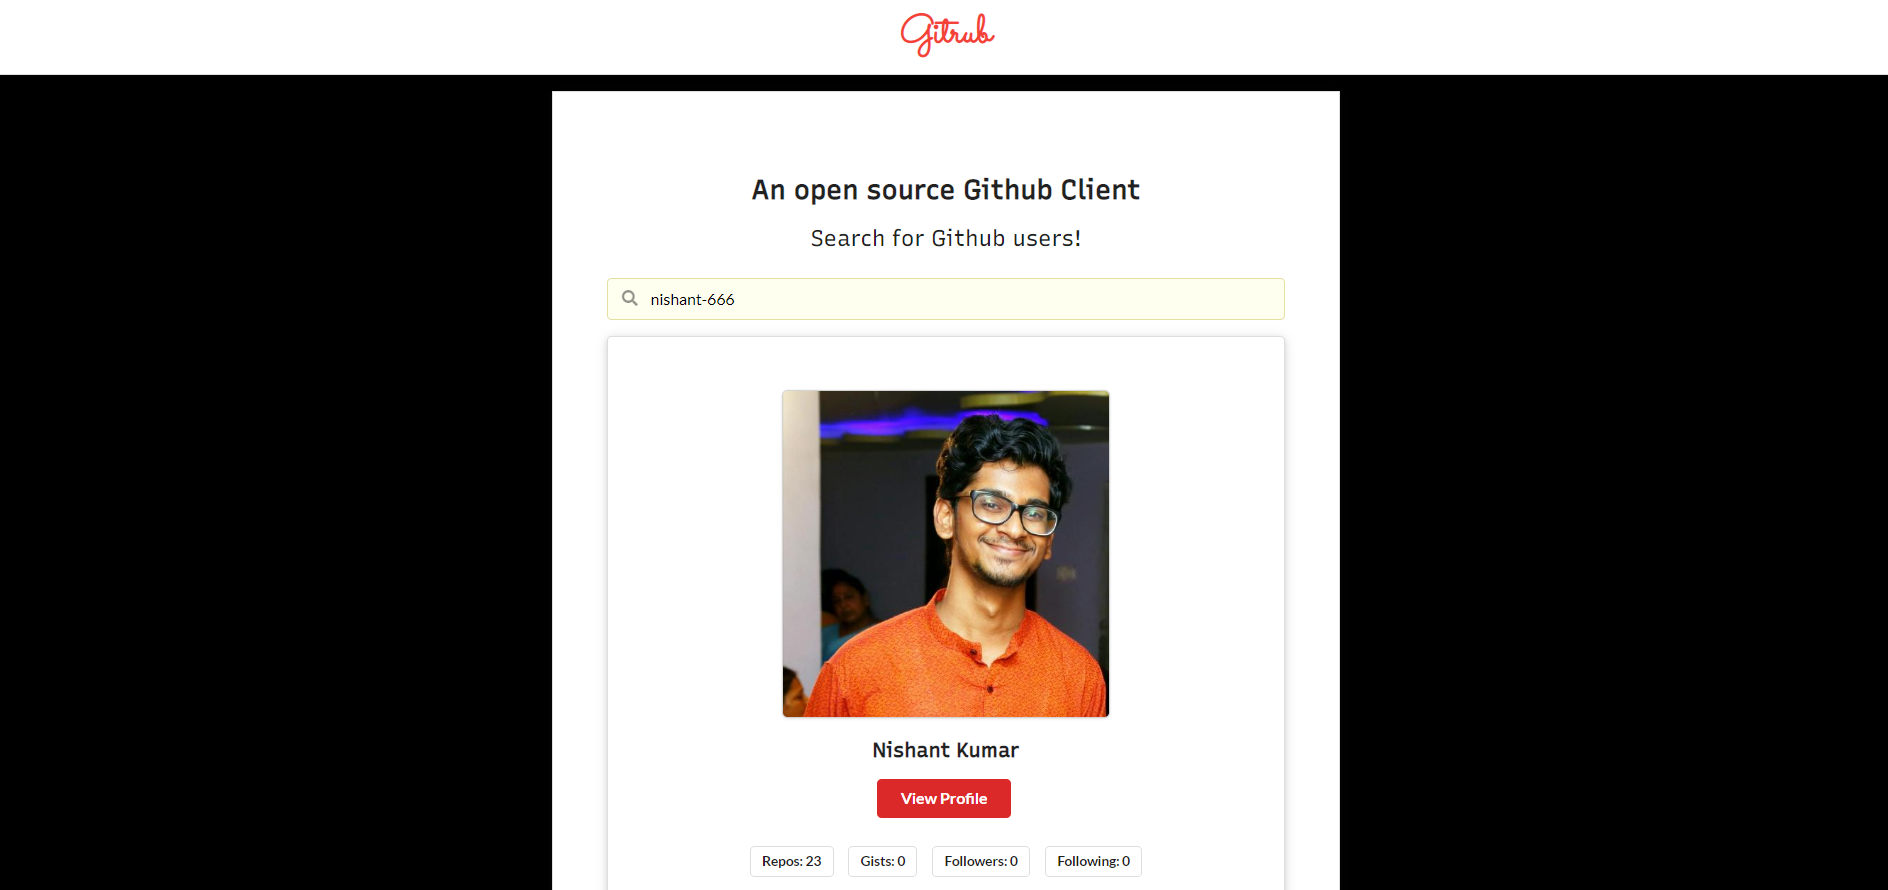 Gitrub
An open source Github Client
Search for Github users!
nishant-666
Nishant Kumar
View Profile
Repos: 23 Gists: 0 Followers: 0 Following: 0